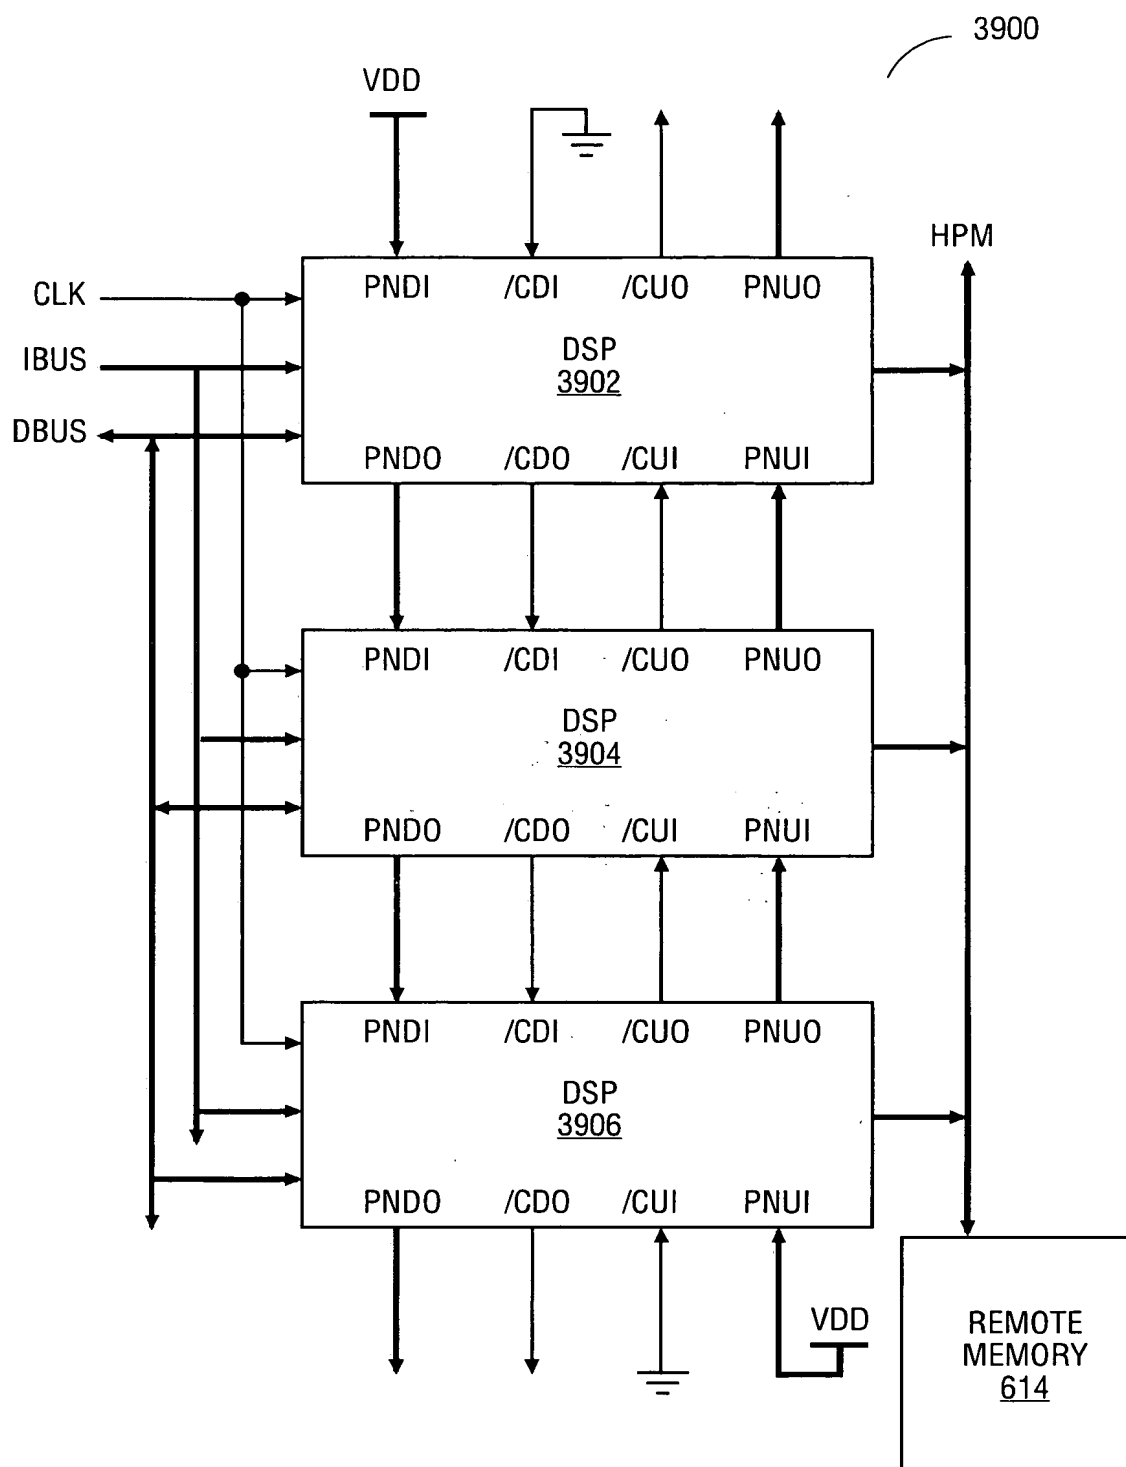 3900
VDD
HPM
CLK
IBUS
DBUS
PNDI /CDI /CUO PNUO
DSP
3902
PNDO /CDO /CUI PNUI
PNDI /CDI /CUO PNUO
DSP
3904
PNDO /CDO /CUI PNUI
PNDI /CDI /CUO PNUO
DSP
3906
PNDO /CDO /CUI PNUI
VDD
REMOTE
MEMORY
614